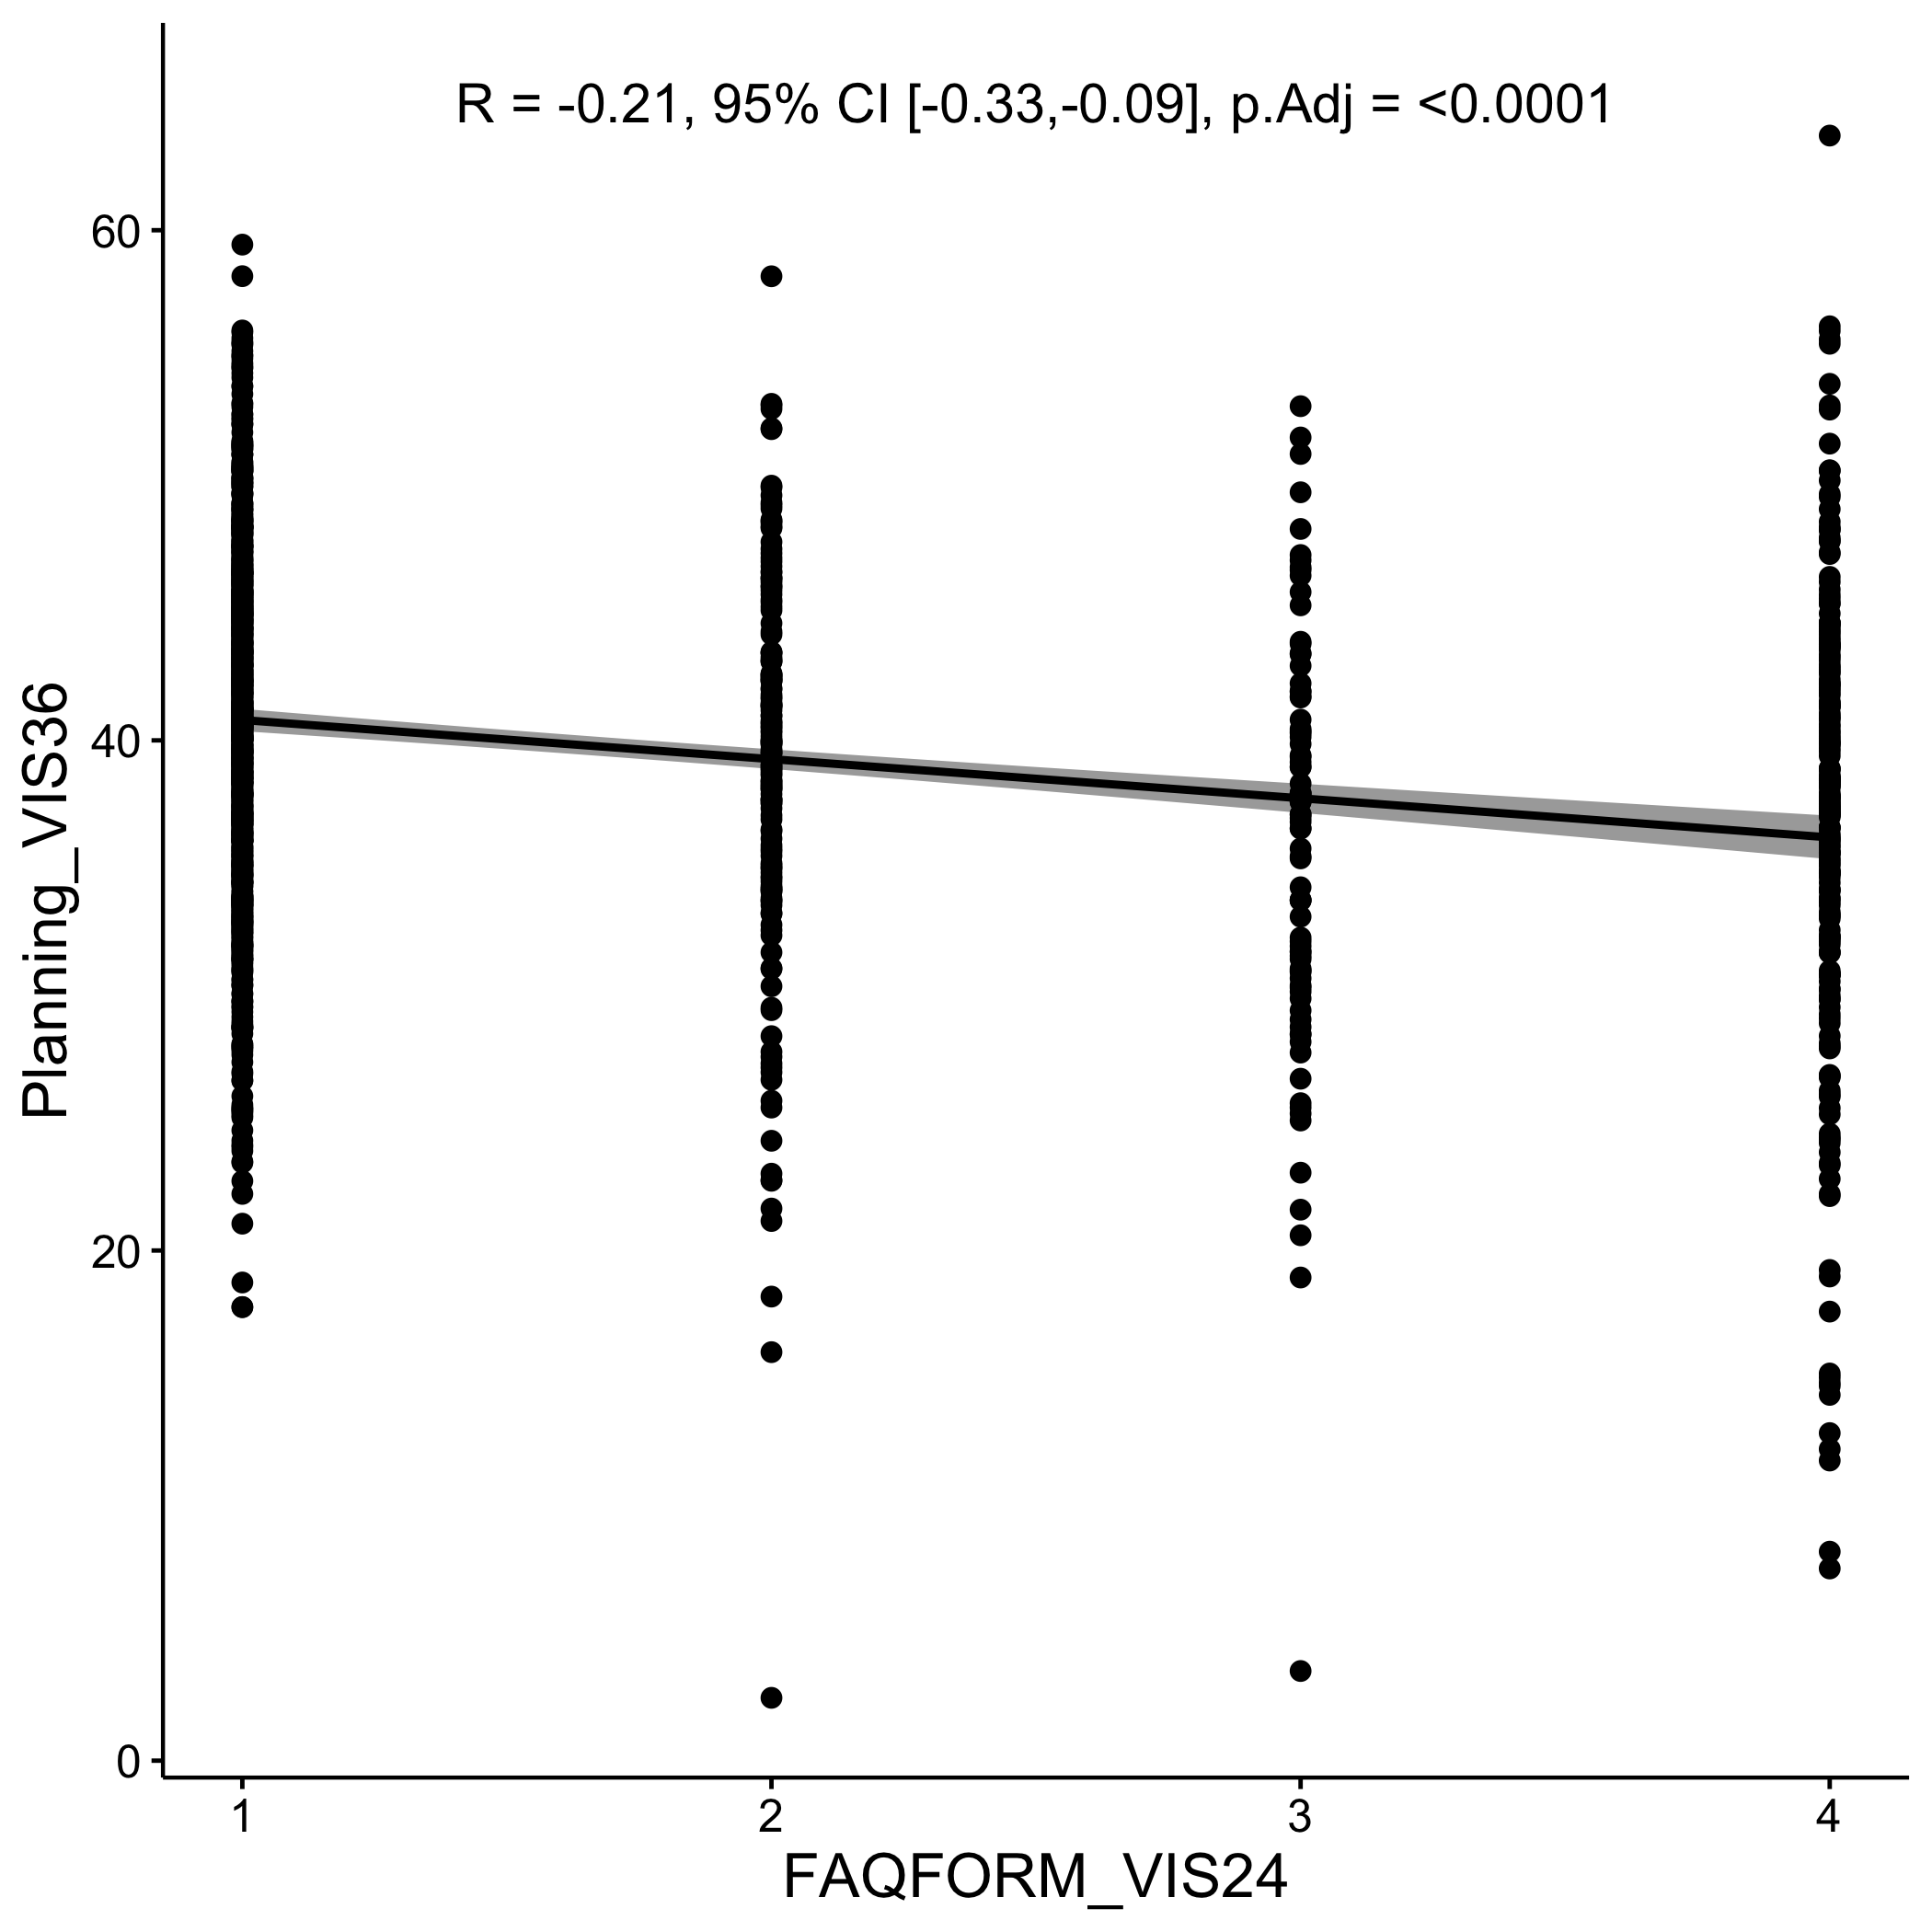 R = -0.21, 95% CI [-0.33,-0.09], p.Adj = <0.0001
60
40
20
0
Planning_VIS36
1 2 3 4
FAQFORM_VIS24